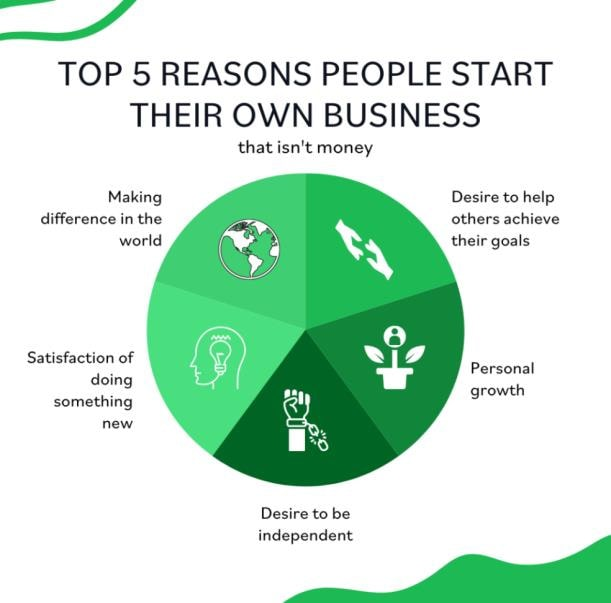 TOP 5 REASONS PEOPLE START
THEIR OWN BUSINESS
that isn't money
Making
difference in the
world
Desire to help
others achieve
their goals
Satisfaction of
doing
something
new
Personal
growth
Desire to be
independent